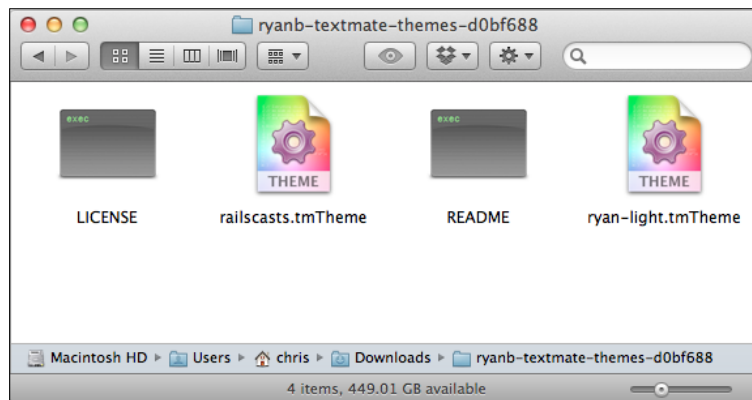 ryanb-textmate-themes-d0bf688
exec
THEME
exec
THEME
LICENSE railscasts.tmTheme README ryan-light.tmTheme
Macintosh HD ▸ Users ▸ chris ▸ Downloads ▸ ryanb-textmate-themes-d0bf688
4 items, 449.01 GB available